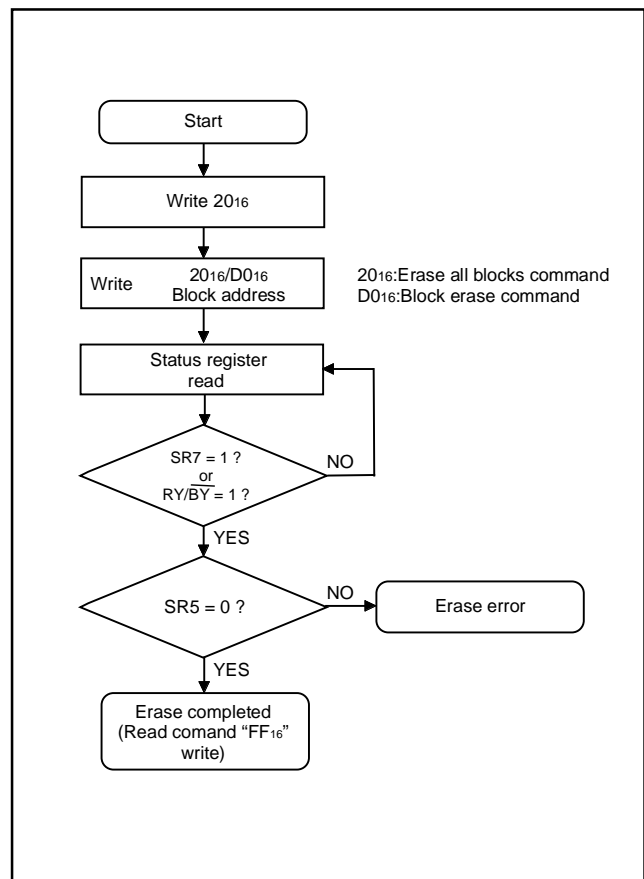 Start
Write 20₁₆
Write
20₁₆/D0₁₆
Block address
20₁₆:Erase all blocks command
D0₁₆:Block erase command
Status register
read
SR7 = 1 ?
or
RY/B̅Y̅ = 1 ?
NO
YES
SR5 = 0 ?
NO
Erase error
YES
Erase completed
(Read comand “FF₁₆”
write)